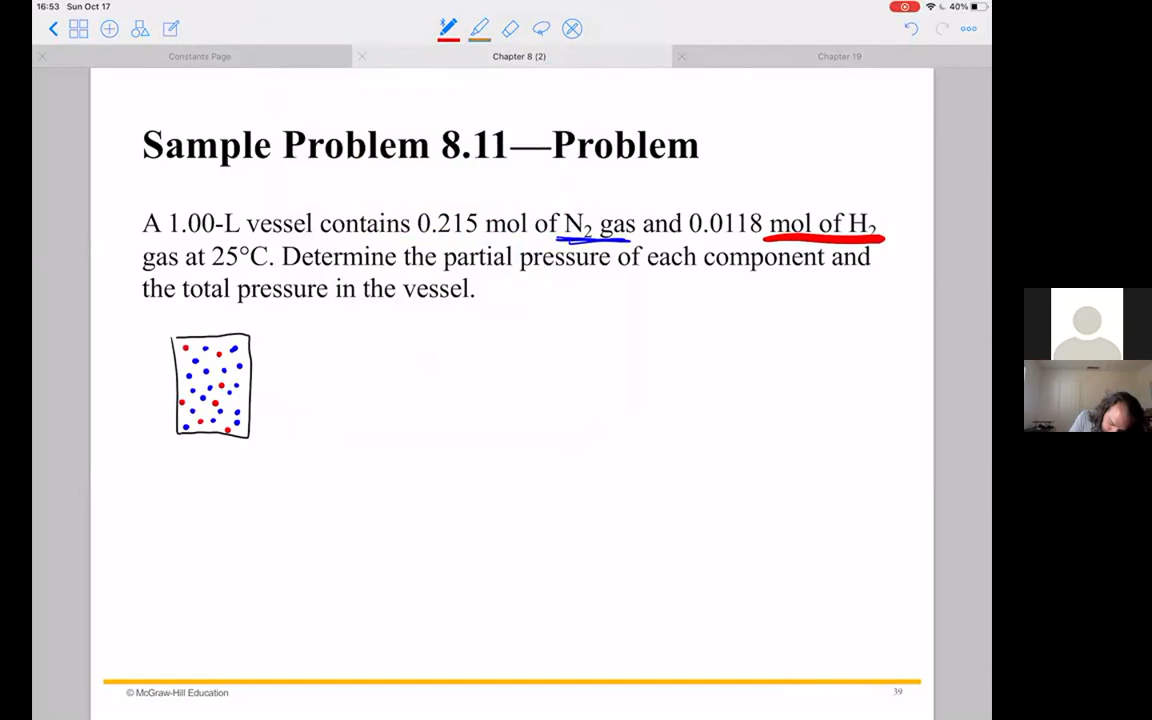 16:53 Sun Oct 17
40%
Constants Page
Chapter 8 (2)
Chapter 19
Sample Problem 8.11—Problem
A 1.00-L vessel contains 0.215 mol of N₂ gas and 0.0118 mol of H₂
gas at 25°C. Determine the partial pressure of each component and
the total pressure in the vessel.
© McGraw-Hill Education
39